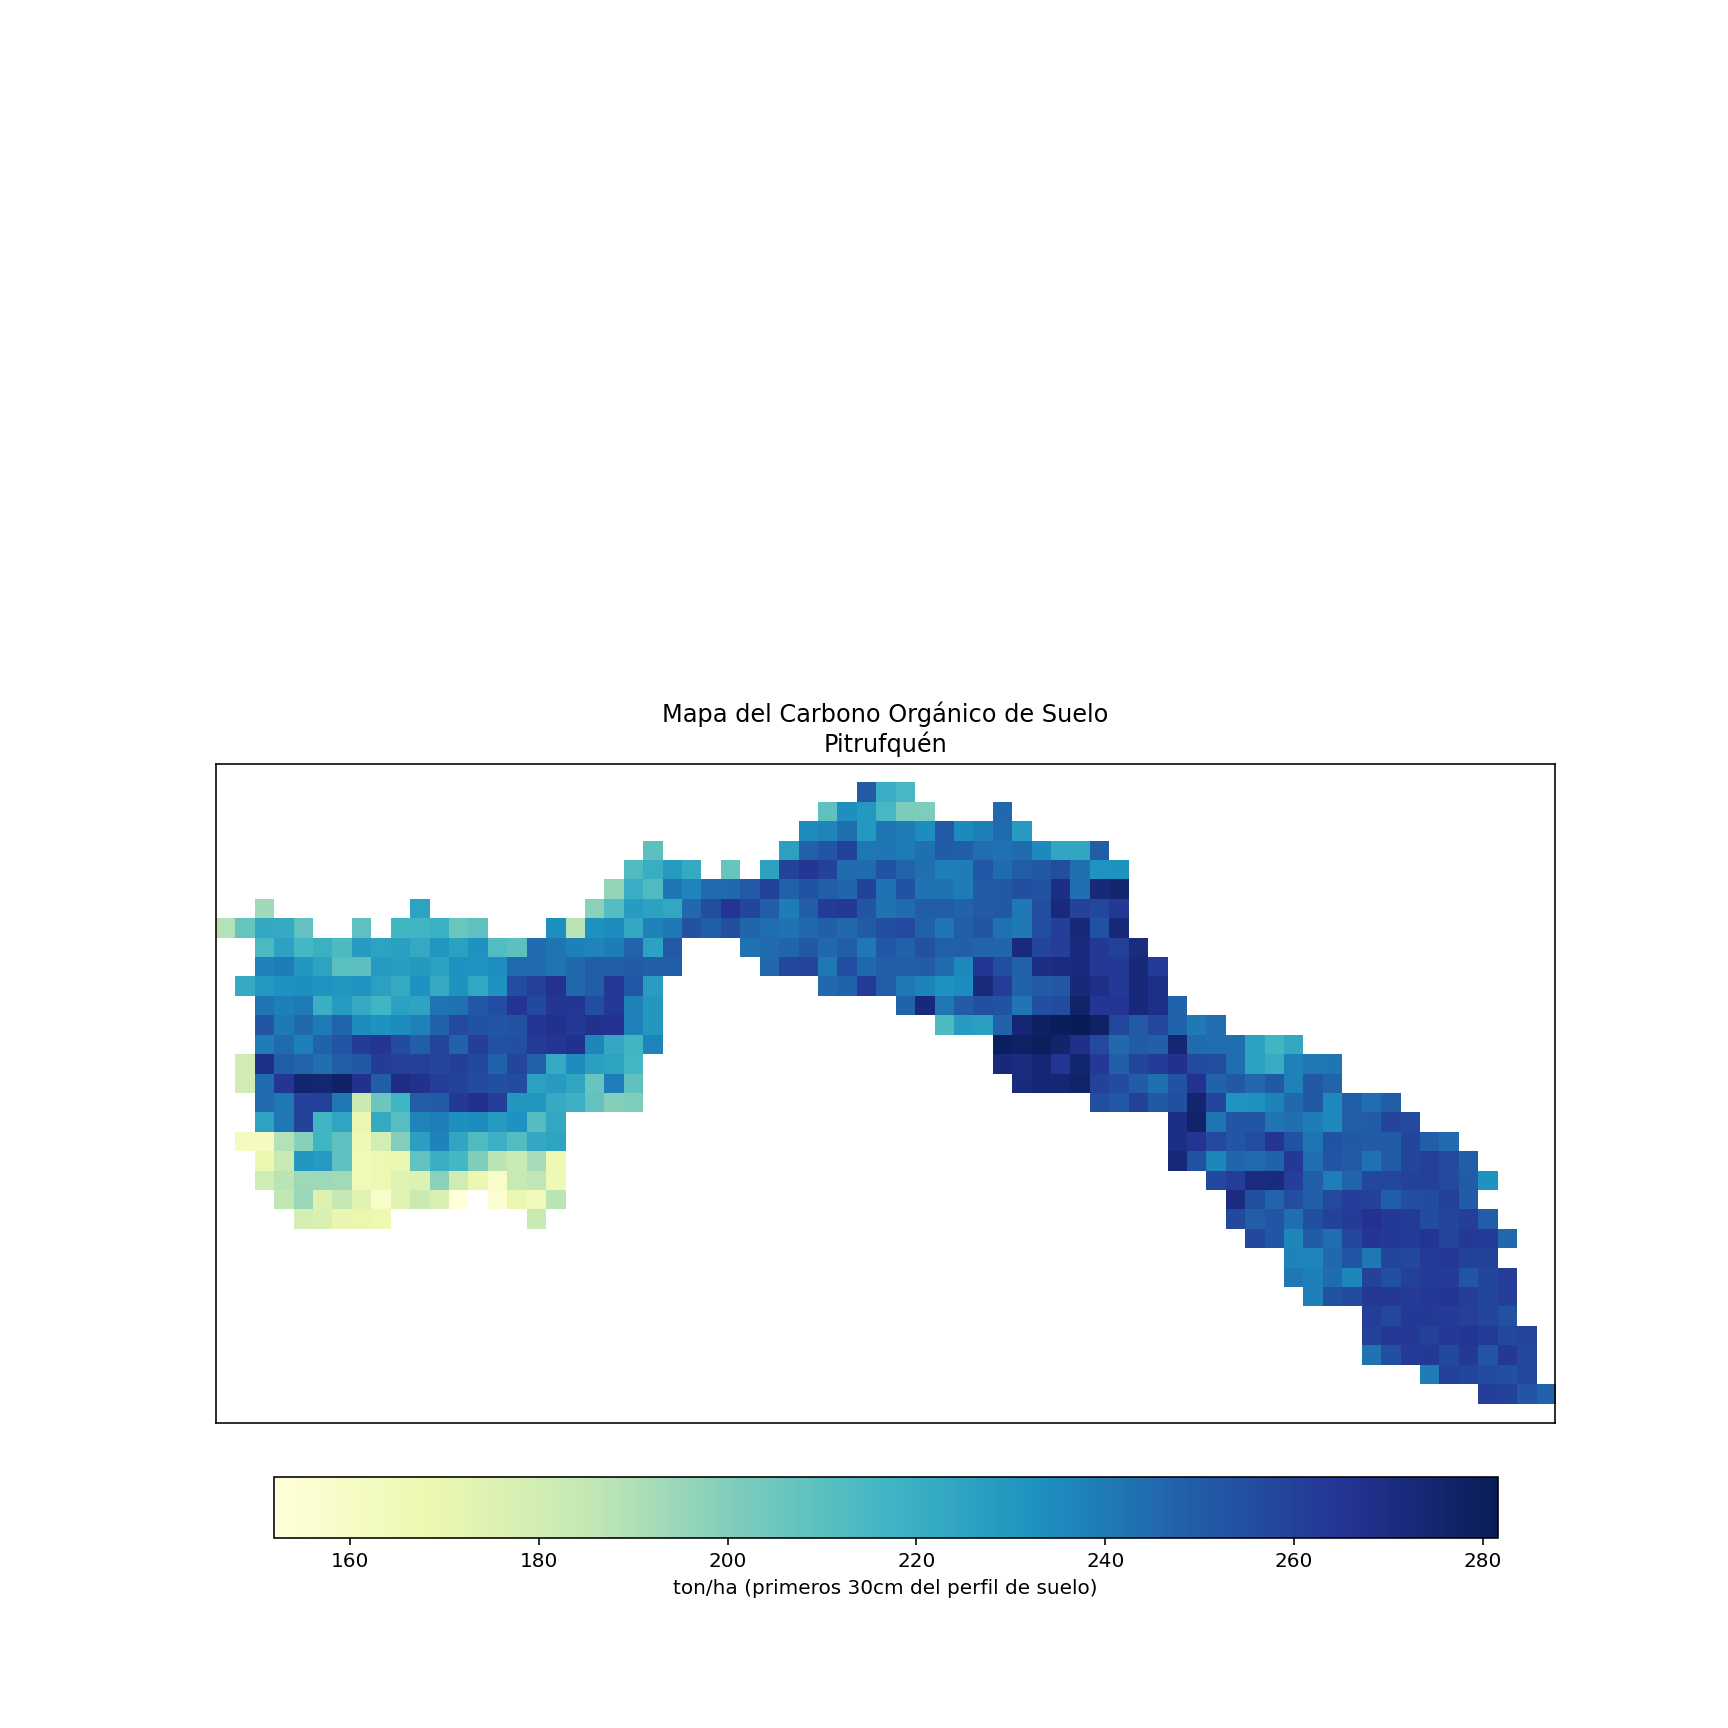 Mapa del Carbono Orgánico de Suelo
Pitrufquén
160 180 200 220 240 260 280
ton/ha (primeros 30cm del perfil de suelo)